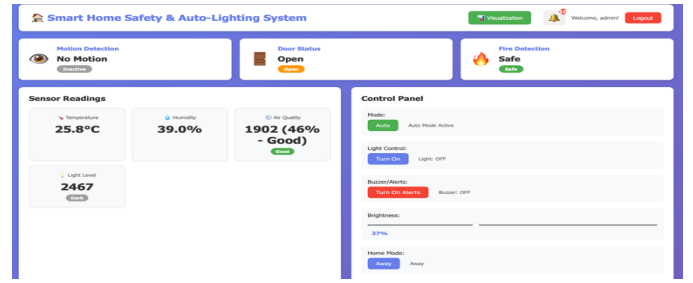 Smart Home Safety & Auto-Lighting System
Visualization
Welcome, admin!
Logout
Motion Detection
No Motion
Inactive
Door Status
Open
Open
Fire Detection
Safe
Safe
Sensor Readings
Temperature
25.8°C
Humidity
39.0%
Air Quality
1902 (46%
- Good)
Good
Light Level
2467
Dark
Control Panel
Mode:
Auto Auto Mode Active
Light Control:
Turn On Light: OFF
Buzzer/Alerts:
Turn On Alerts Buzzer: OFF
Brightness:
37%
Home Mode:
Away Away